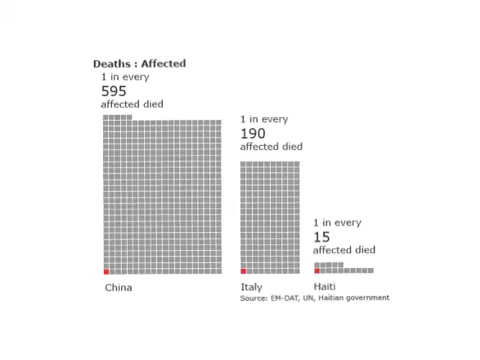 Deaths : Affected
1 in every
595
affected died
1 in every
190
affected died
1 in every
15
affected died
China
Italy
Haiti
Source: EM-DAT, UN, Haitian government